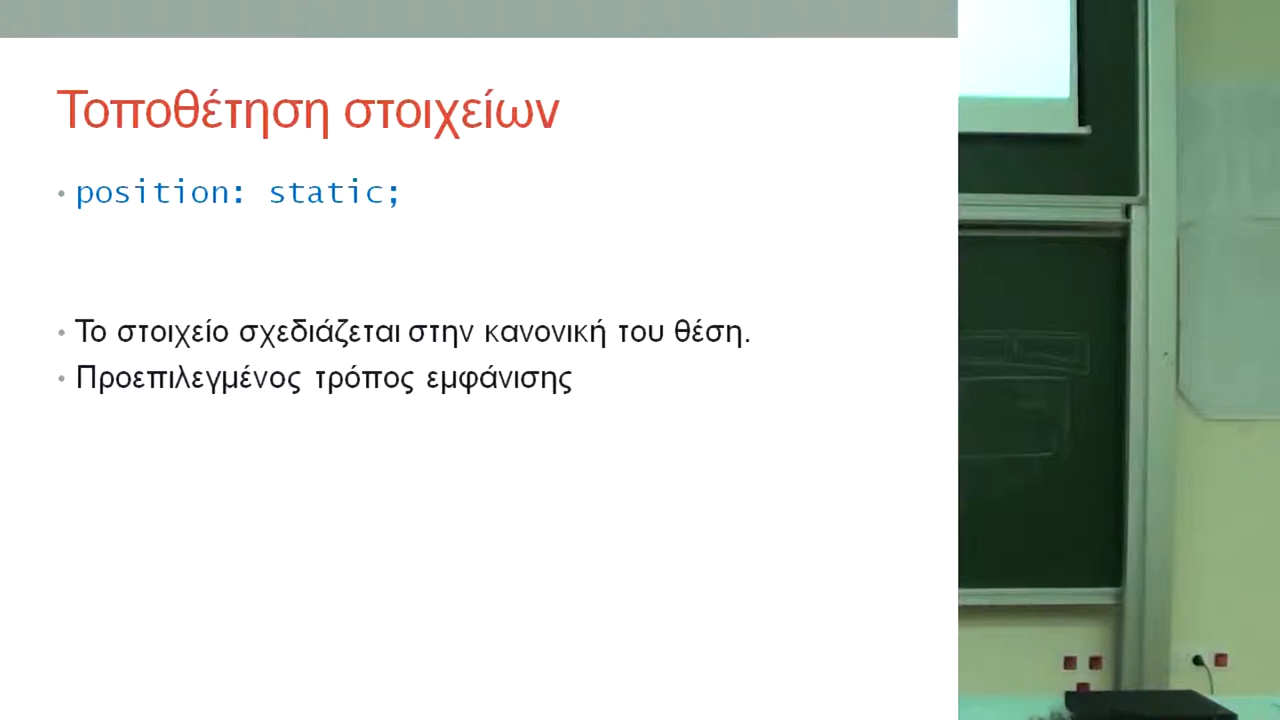 Τοποθέτηση στοιχείων
• position: static;
• Το στοιχείο σχεδιάζεται στην κανονική του θέση.
• Προεπιλεγμένος τρόπος εμφάνισης